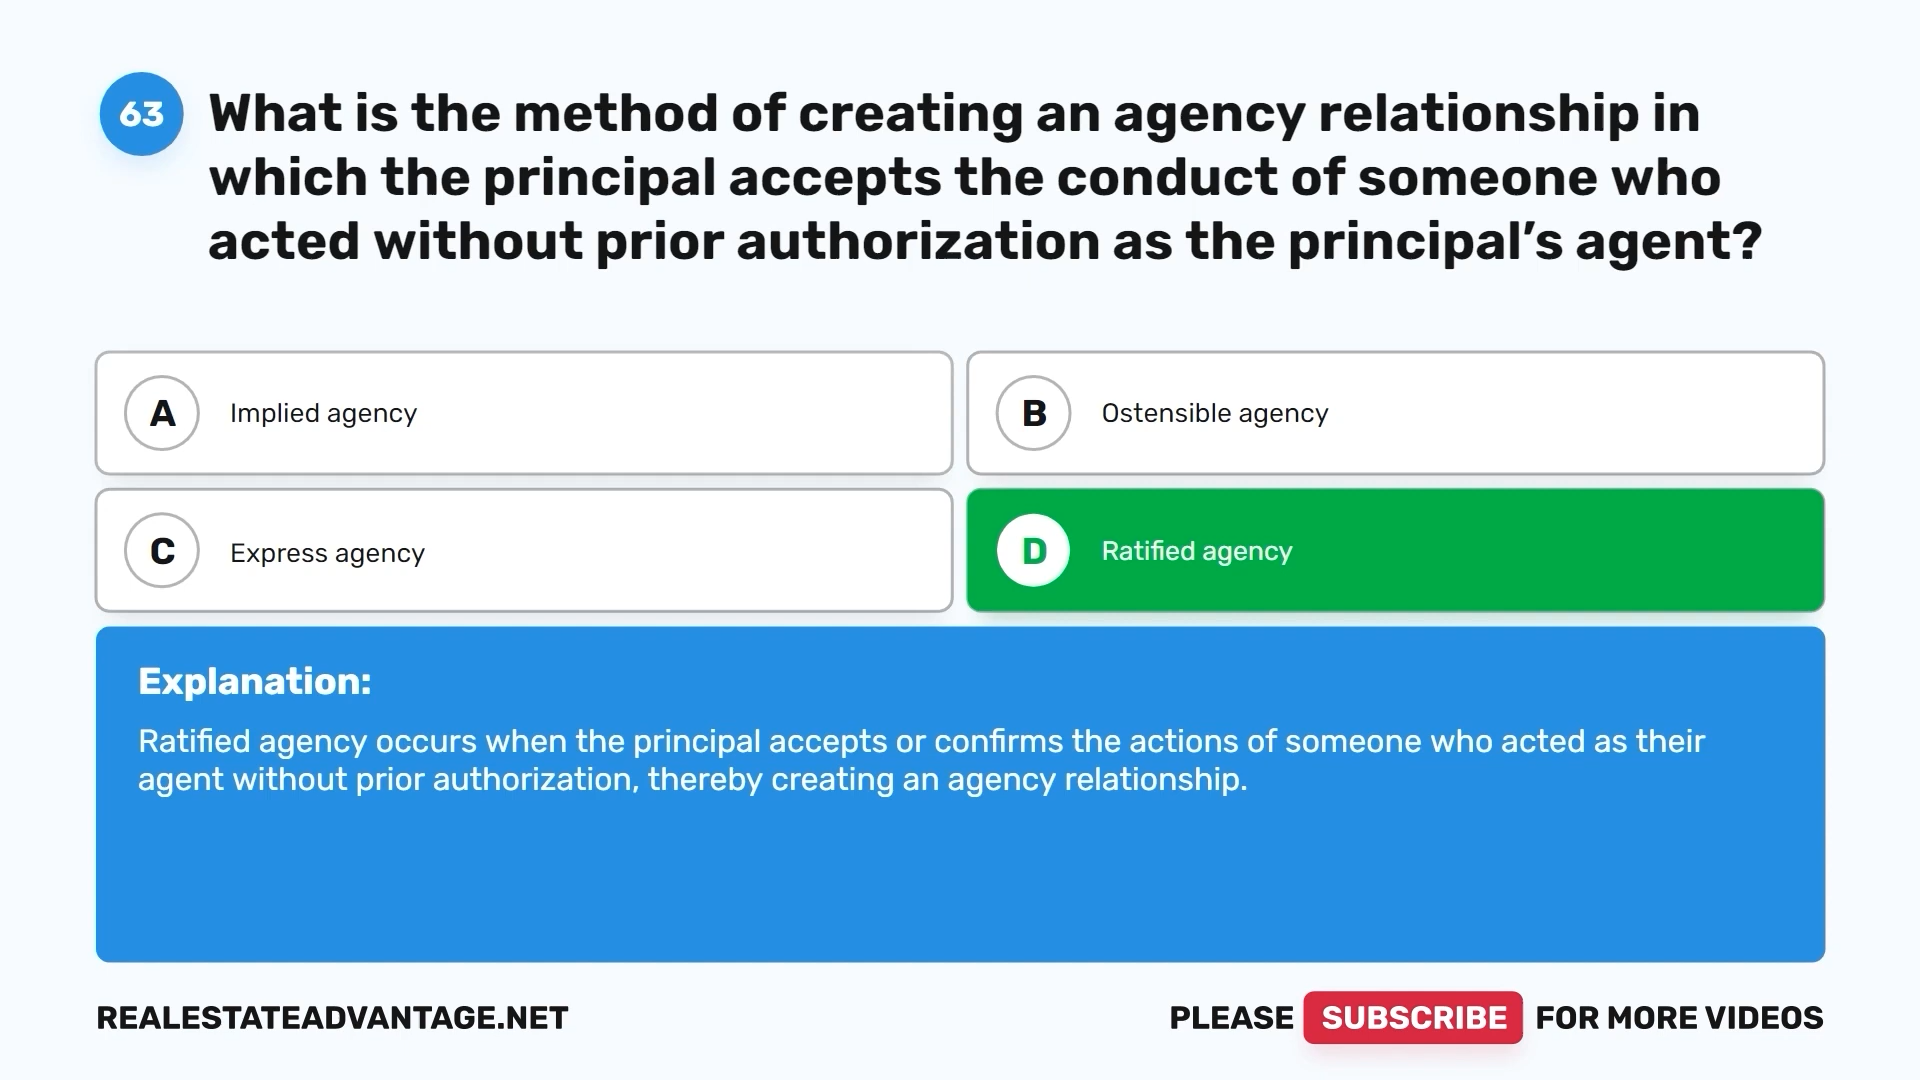 63
What is the method of creating an agency relationship in
which the principal accepts the conduct of someone who
acted without prior authorization as the principal’s agent?
A Implied agency
B Ostensible agency
C Express agency
D Ratified agency
Explanation:
Ratified agency occurs when the principal accepts or confirms the actions of someone who acted as their
agent without prior authorization, thereby creating an agency relationship.
REALESTATEADVANTAGE.NET
PLEASE SUBSCRIBE FOR MORE VIDEOS